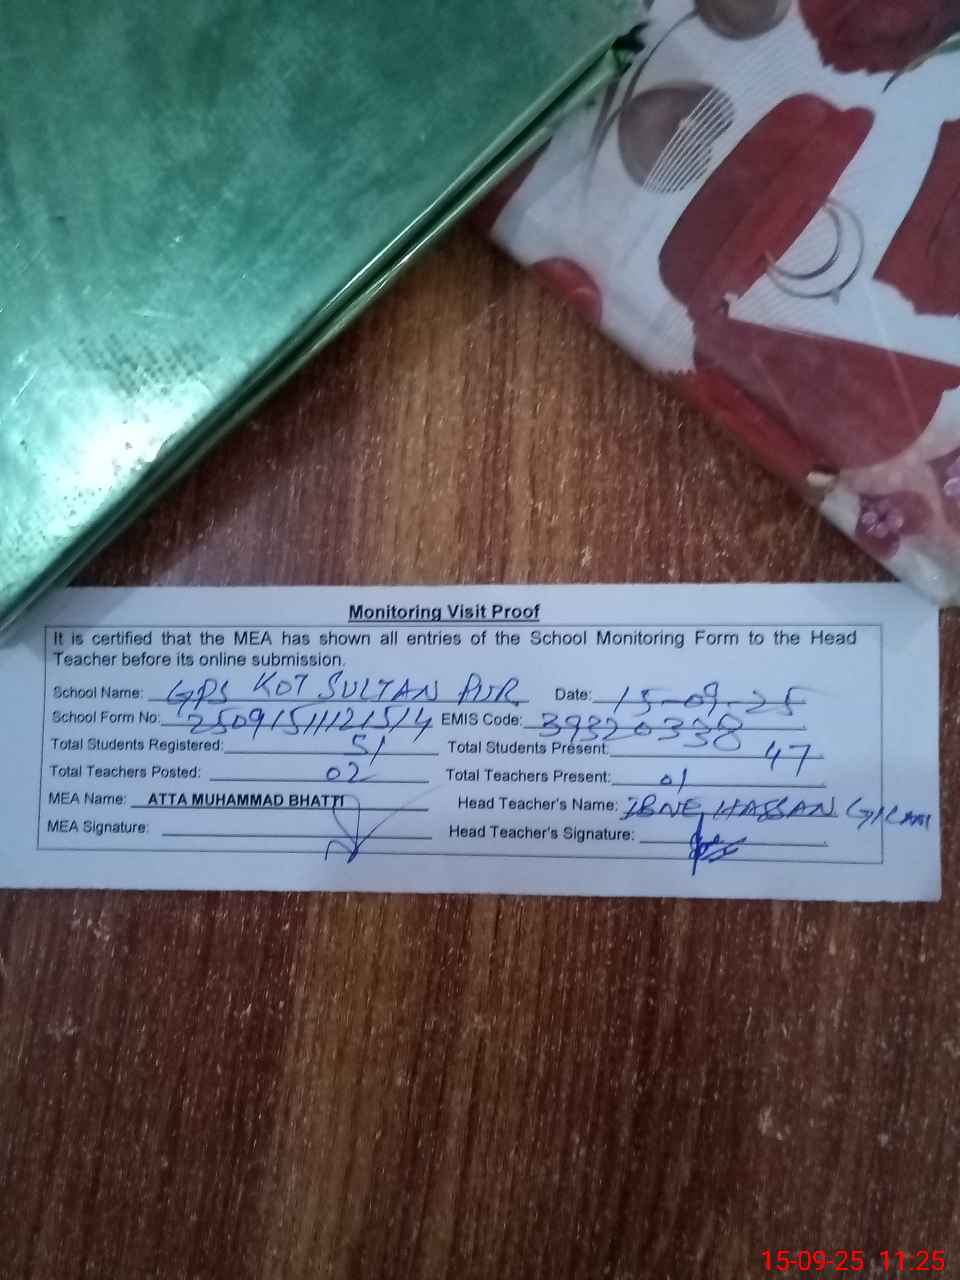 Monitoring Visit Proof
It is certified that the MEA has shown all entries of the School Monitoring Form to the Head
Teacher before its online submission.
School Name: GPS KOT SULTAN PUR Date: 15-09-25
School Form No: 25091511121514 EMIS Code: 39320338
Total Students Registered: 51 Total Students Present: 47
Total Teachers Posted: 02 Total Teachers Present: 01
MEA Name: ATTA MUHAMMAD BHATTI Head Teacher's Name: IBNE HASSAN GILANI
MEA Signature: Head Teacher's Signature:
15-09-25 11:25